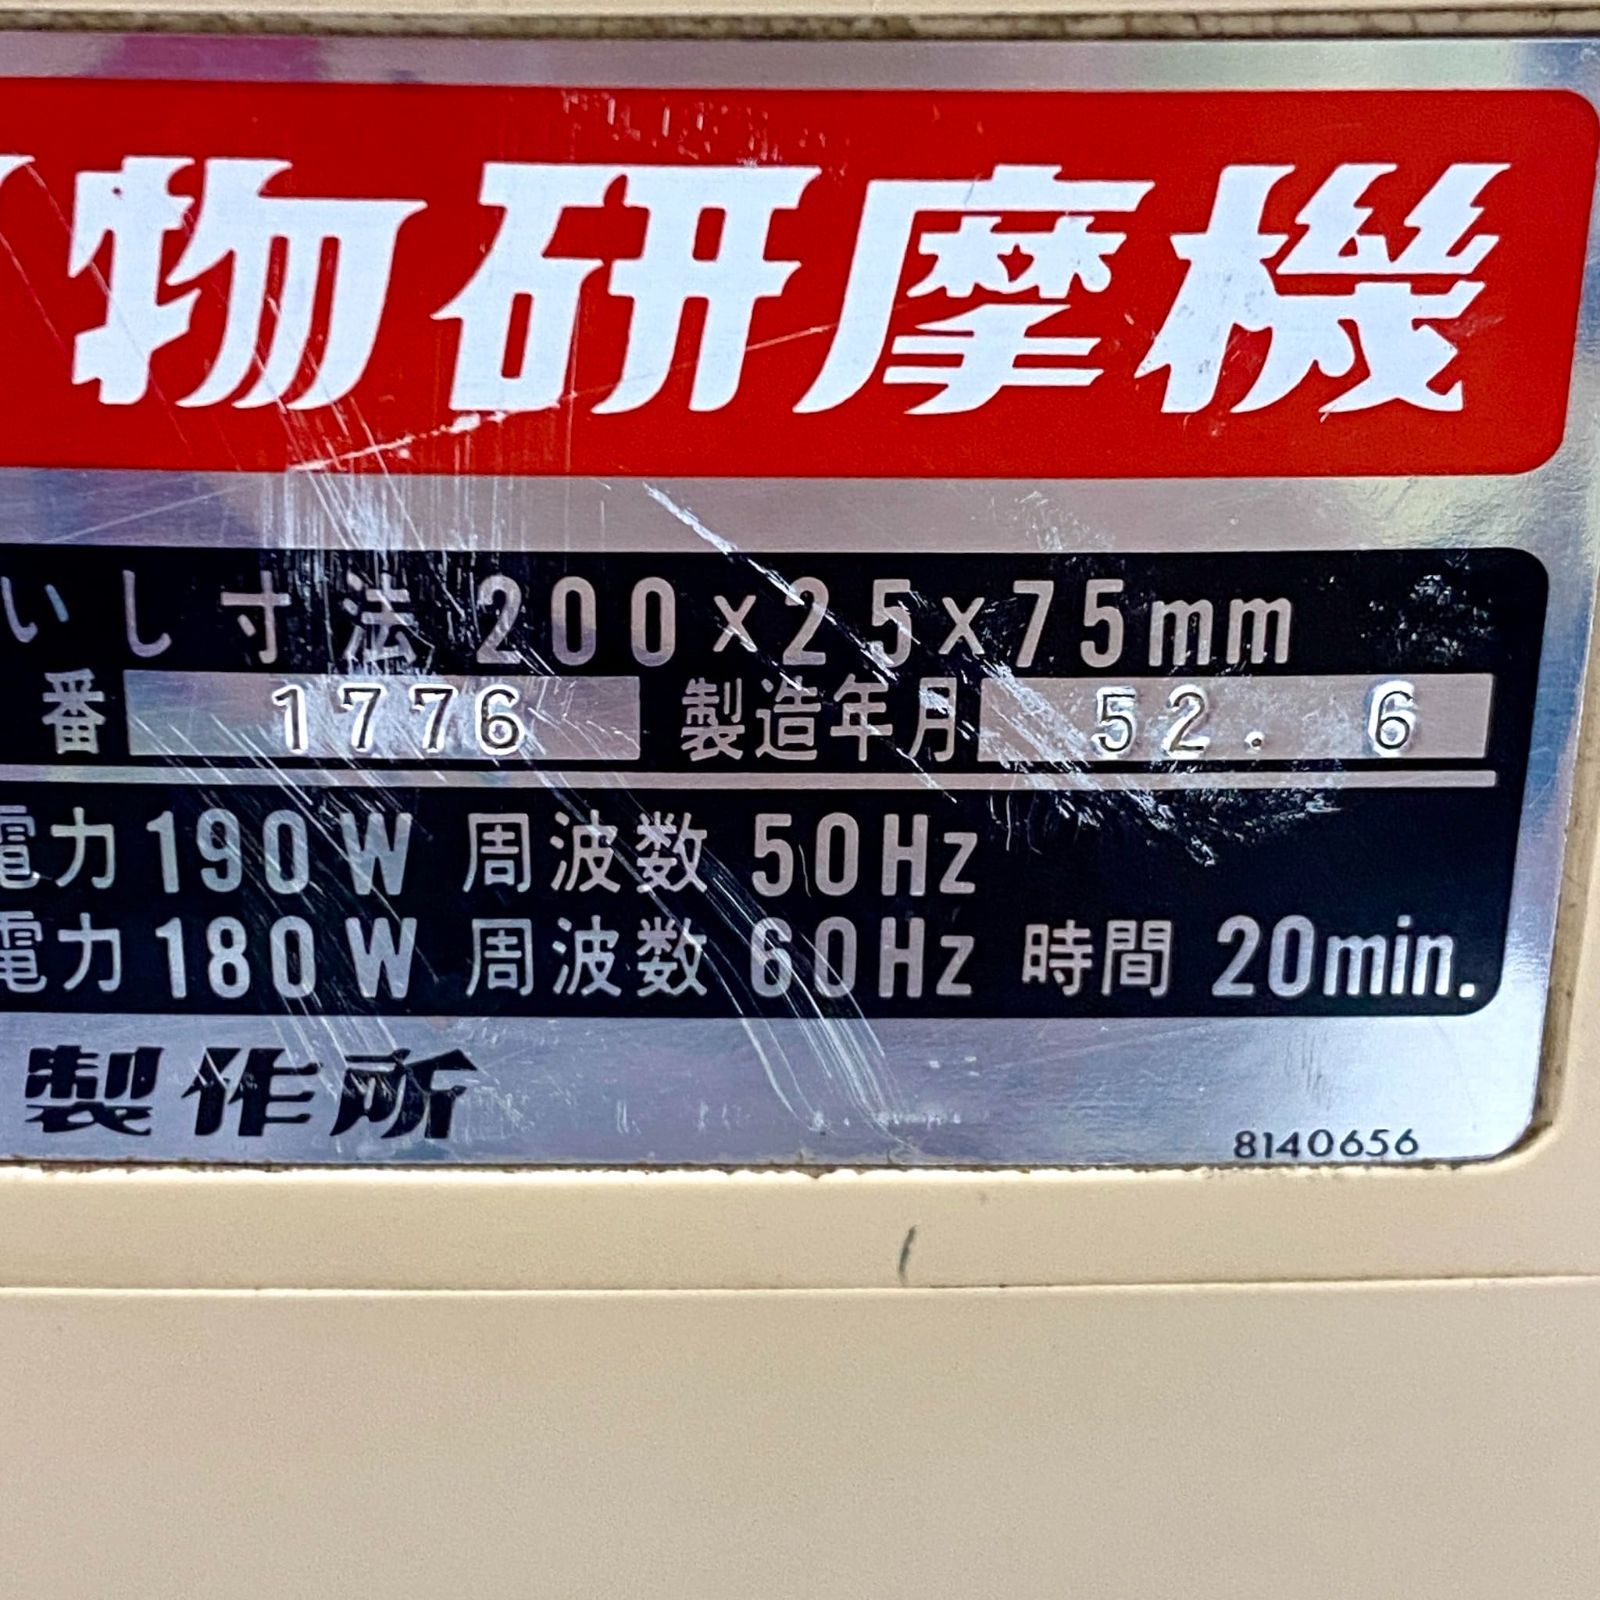 物研摩機
いし寸法 200×25×75mm
番 1776 製造年月 52. 6
電力 190W 周波数 50Hz
電力 180W 周波数 60Hz 時間 20min.
製作所
8140656